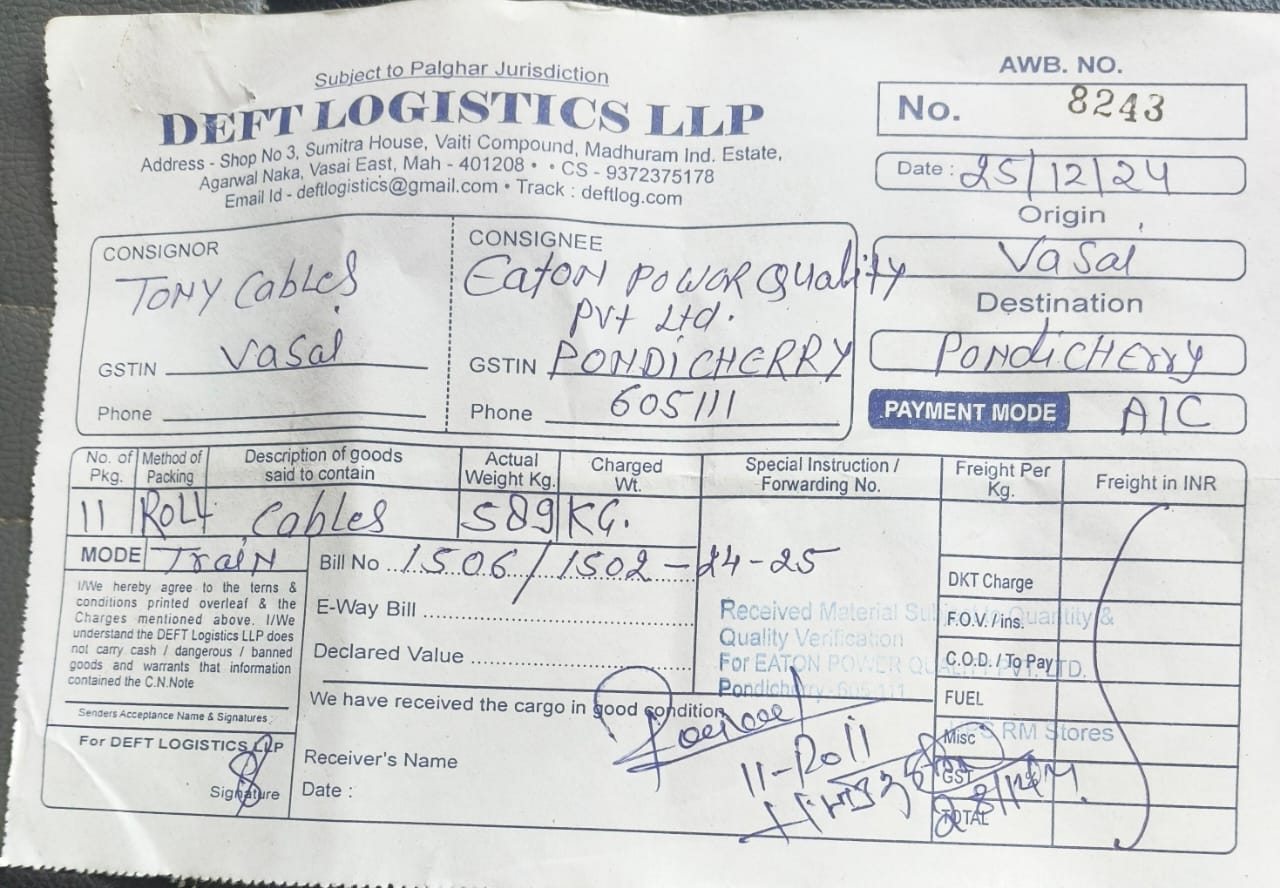 Subject to Palghar Jurisdiction
DEFT LOGISTICS LLP
Address - Shop No 3, Sumitra House, Vaiti Compound, Madhuram Ind. Estate,
Agarwal Naka, Vasai East, Mah - 401208 • • CS - 9372375178
Email Id - deftlogistics@gmail.com • Track : deftlog.com
AWB. NO.
No. 8243
Date : 25/12/24
Origin
Vasai
Destination
PondiCHErry
PAYMENT MODE A/C
CONSIGNOR
TONY Cables
GSTIN Vasai
Phone
CONSIGNEE
Eaton POWER Quality
Pvt Ltd.
GSTIN PONDiCHERRY
Phone 605111
No. of Pkg. Method of Packing Description of goods said to contain Actual Weight Kg. Charged Wt. Special Instruction / Forwarding No. Freight Per Kg. Freight in INR
11 ROLL Cables 589 KG.
MODE TraiN
Bill No 1506/1502-24-25
E-Way Bill
Declared Value
I/We hereby agree to the terns &
conditions printed overleaf & the
Charges mentioned above. I/We
understand the DEFT Logistics LLP does
not carry cash / dangerous / banned
goods and warrants that information
contained the C.N.Note
Senders Acceptance Name & Signatures
For DEFT LOGISTICS LLP
Signature
We have received the cargo in good condition
Receiver's Name
Date :
Received Material Subject to Quantity &
Quality Verification
For EATON POWER QUALITY PVT. LTD.
Pondicherry-605 111
RM Stores
11-Roll
DKT Charge
F.O.V. / ins.
C.O.D. / To Pay
FUEL
Misc
GST %
TOTAL